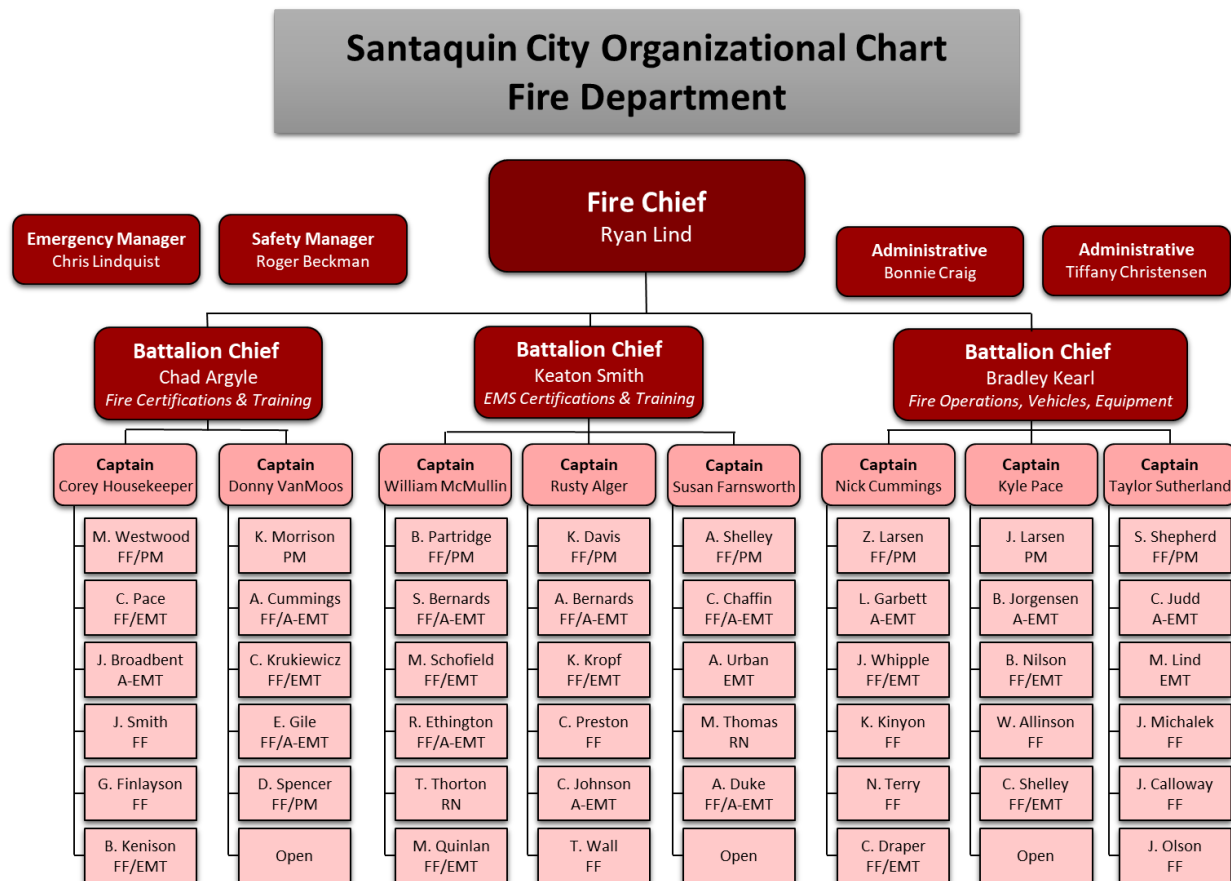 Santaquin City Organizational Chart
Fire Department
Fire Chief
Ryan Lind
Emergency Manager
Chris Lindquist
Safety Manager
Roger Beckman
Administrative
Bonnie Craig
Administrative
Tiffany Christensen
Battalion Chief
Chad Argyle
Fire Certifications & Training
Battalion Chief
Keaton Smith
EMS Certifications & Training
Battalion Chief
Bradley Kearl
Fire Operations, Vehicles, Equipment
Captain
Corey Housekeeper
M. Westwood
FF/PM
C. Pace
FF/EMT
J. Broadbent
A-EMT
J. Smith
FF
G. Finlayson
FF
B. Kenison
FF/EMT
Captain
Donny VanMoos
K. Morrison
PM
A. Cummings
FF/A-EMT
C. Krukiewicz
FF/EMT
E. Gile
FF/A-EMT
D. Spencer
FF/PM
Open
Captain
William McMullin
B. Partridge
FF/PM
S. Bernards
FF/A-EMT
M. Schofield
FF/EMT
R. Ethington
FF/A-EMT
T. Thorton
RN
M. Quinlan
FF/EMT
Captain
Rusty Alger
K. Davis
FF/PM
A. Bernards
FF/A-EMT
K. Kropf
FF/EMT
C. Preston
FF
C. Johnson
A-EMT
T. Wall
FF
Captain
Susan Farnsworth
A. Shelley
FF/PM
C. Chaffin
FF/A-EMT
A. Urban
EMT
M. Thomas
RN
A. Duke
FF/A-EMT
Open
Captain
Nick Cummings
Z. Larsen
FF/PM
L. Garbett
A-EMT
J. Whipple
FF/EMT
K. Kinyon
FF
N. Terry
FF
C. Draper
FF/EMT
Captain
Kyle Pace
J. Larsen
PM
B. Jorgensen
A-EMT
B. Nilson
FF/EMT
W. Allinson
FF
C. Shelley
FF/EMT
Open
Captain
Taylor Sutherland
S. Shepherd
FF/PM
C. Judd
A-EMT
M. Lind
EMT
J. Michalek
FF
J. Calloway
FF
J. Olson
FF